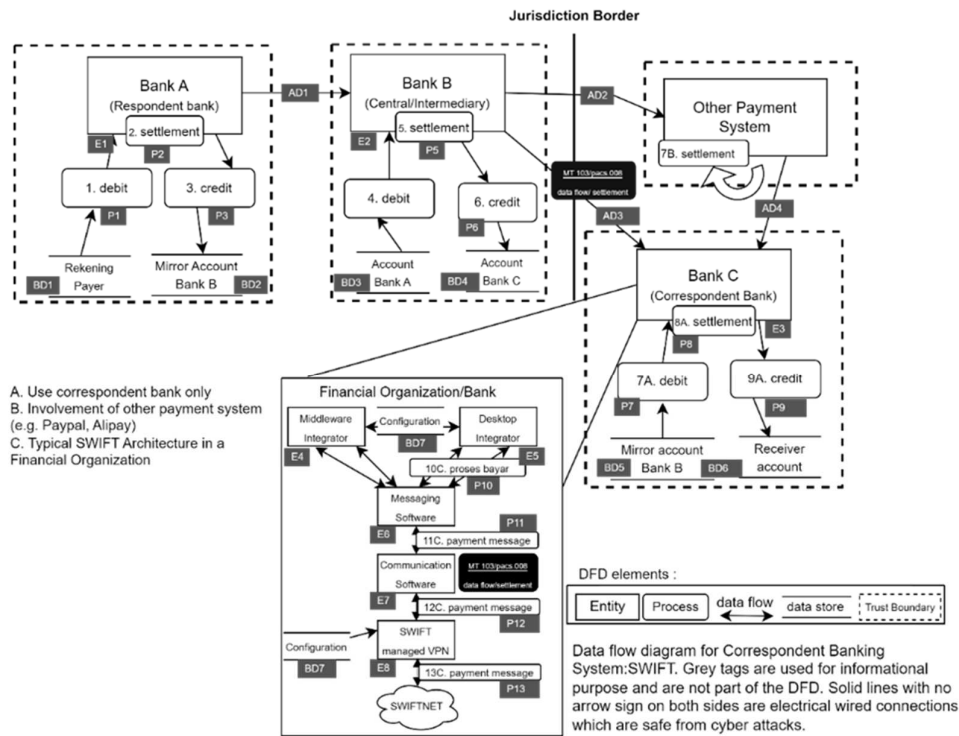 Jurisdiction Border
Bank A
(Respondent bank)
2. settlement
E1
P2
1. debit
3. credit
P1
P3
Rekening
Payer
BD1
Mirror Account
Bank B
BD2
AD1
Bank B
(Central/Intermediary)
5. settlement
E2
P5
4. debit
6. credit
P6
Account
Bank A
BD3
Account
Bank C
BD4
AD2
MT 103/pacs 008
data flow/ settlement
AD3
Other Payment
System
7B. settlement
AD4
Bank C
(Correspondent Bank)
8A. settlement
E3
P8
7A. debit
9A. credit
P7
P9
Mirror account
Bank B
BD5
BD6
Receiver
account
A. Use correspondent bank only
B. Involvement of other payment system
(e.g. Paypal, Alipay)
C. Typical SWIFT Architecture in a
Financial Organization
Financial Organization/Bank
Middleware
Integrator
Configuration
BD7
Desktop
Integrator
E4
E5
10C. proses bayar
P10
Messaging
Software
E6
P11
11C. payment message
Communication
Software
MT 103/pacs 008
data flow/settlement
E7
12C. payment message
P12
Configuration
BD7
SWIFT
managed VPN
E8
13C. payment message
P13
SWIFTNET
DFD elements :
Entity
Process
data flow
data store
Trust Boundary
Data flow diagram for Correspondent Banking
System:SWIFT. Grey tags are used for informational
purpose and are not part of the DFD. Solid lines with no
arrow sign on both sides are electrical wired connections
which are safe from cyber attacks.